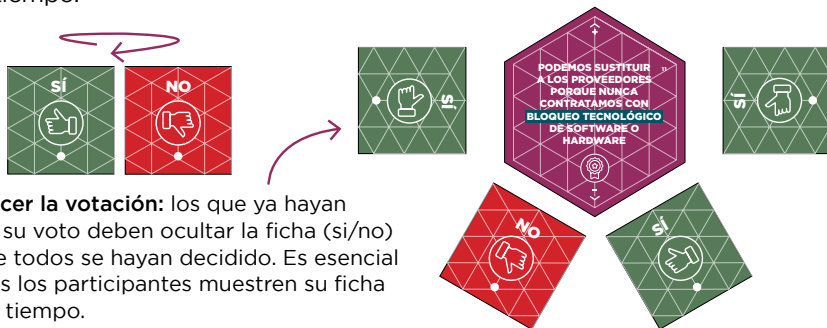 tiempo.
SÍ
NO
cer la votación: los que ya hayan
su voto deben ocultar la ficha (si/no)
e todos se hayan decidido. Es esencial
s los participantes muestren su ficha
tiempo.
SÍ
PODEMOS SUSTITUIR
A LOS PROVEEDORES
PORQUE NUNCA
CONTRATAMOS CON
BLOQUEO TECNOLÓGICO
DE SOFTWARE O
HARDWARE
SÍ
NO
SÍ